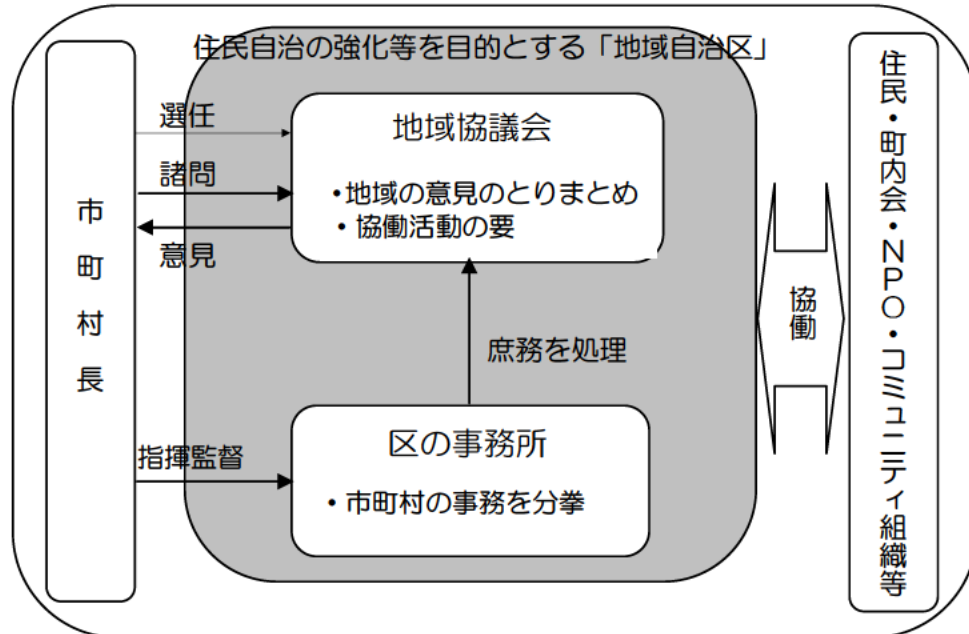 住民自治の強化等を目的とする「地域自治区」
市町村長
選任
諮問
意見
指揮監督
地域協議会
・地域の意見のとりまとめ
・協働活動の要
庶務を処理
区の事務所
・市町村の事務を分拳
協働
住民・町内会・NPO・コミュニティ組織等